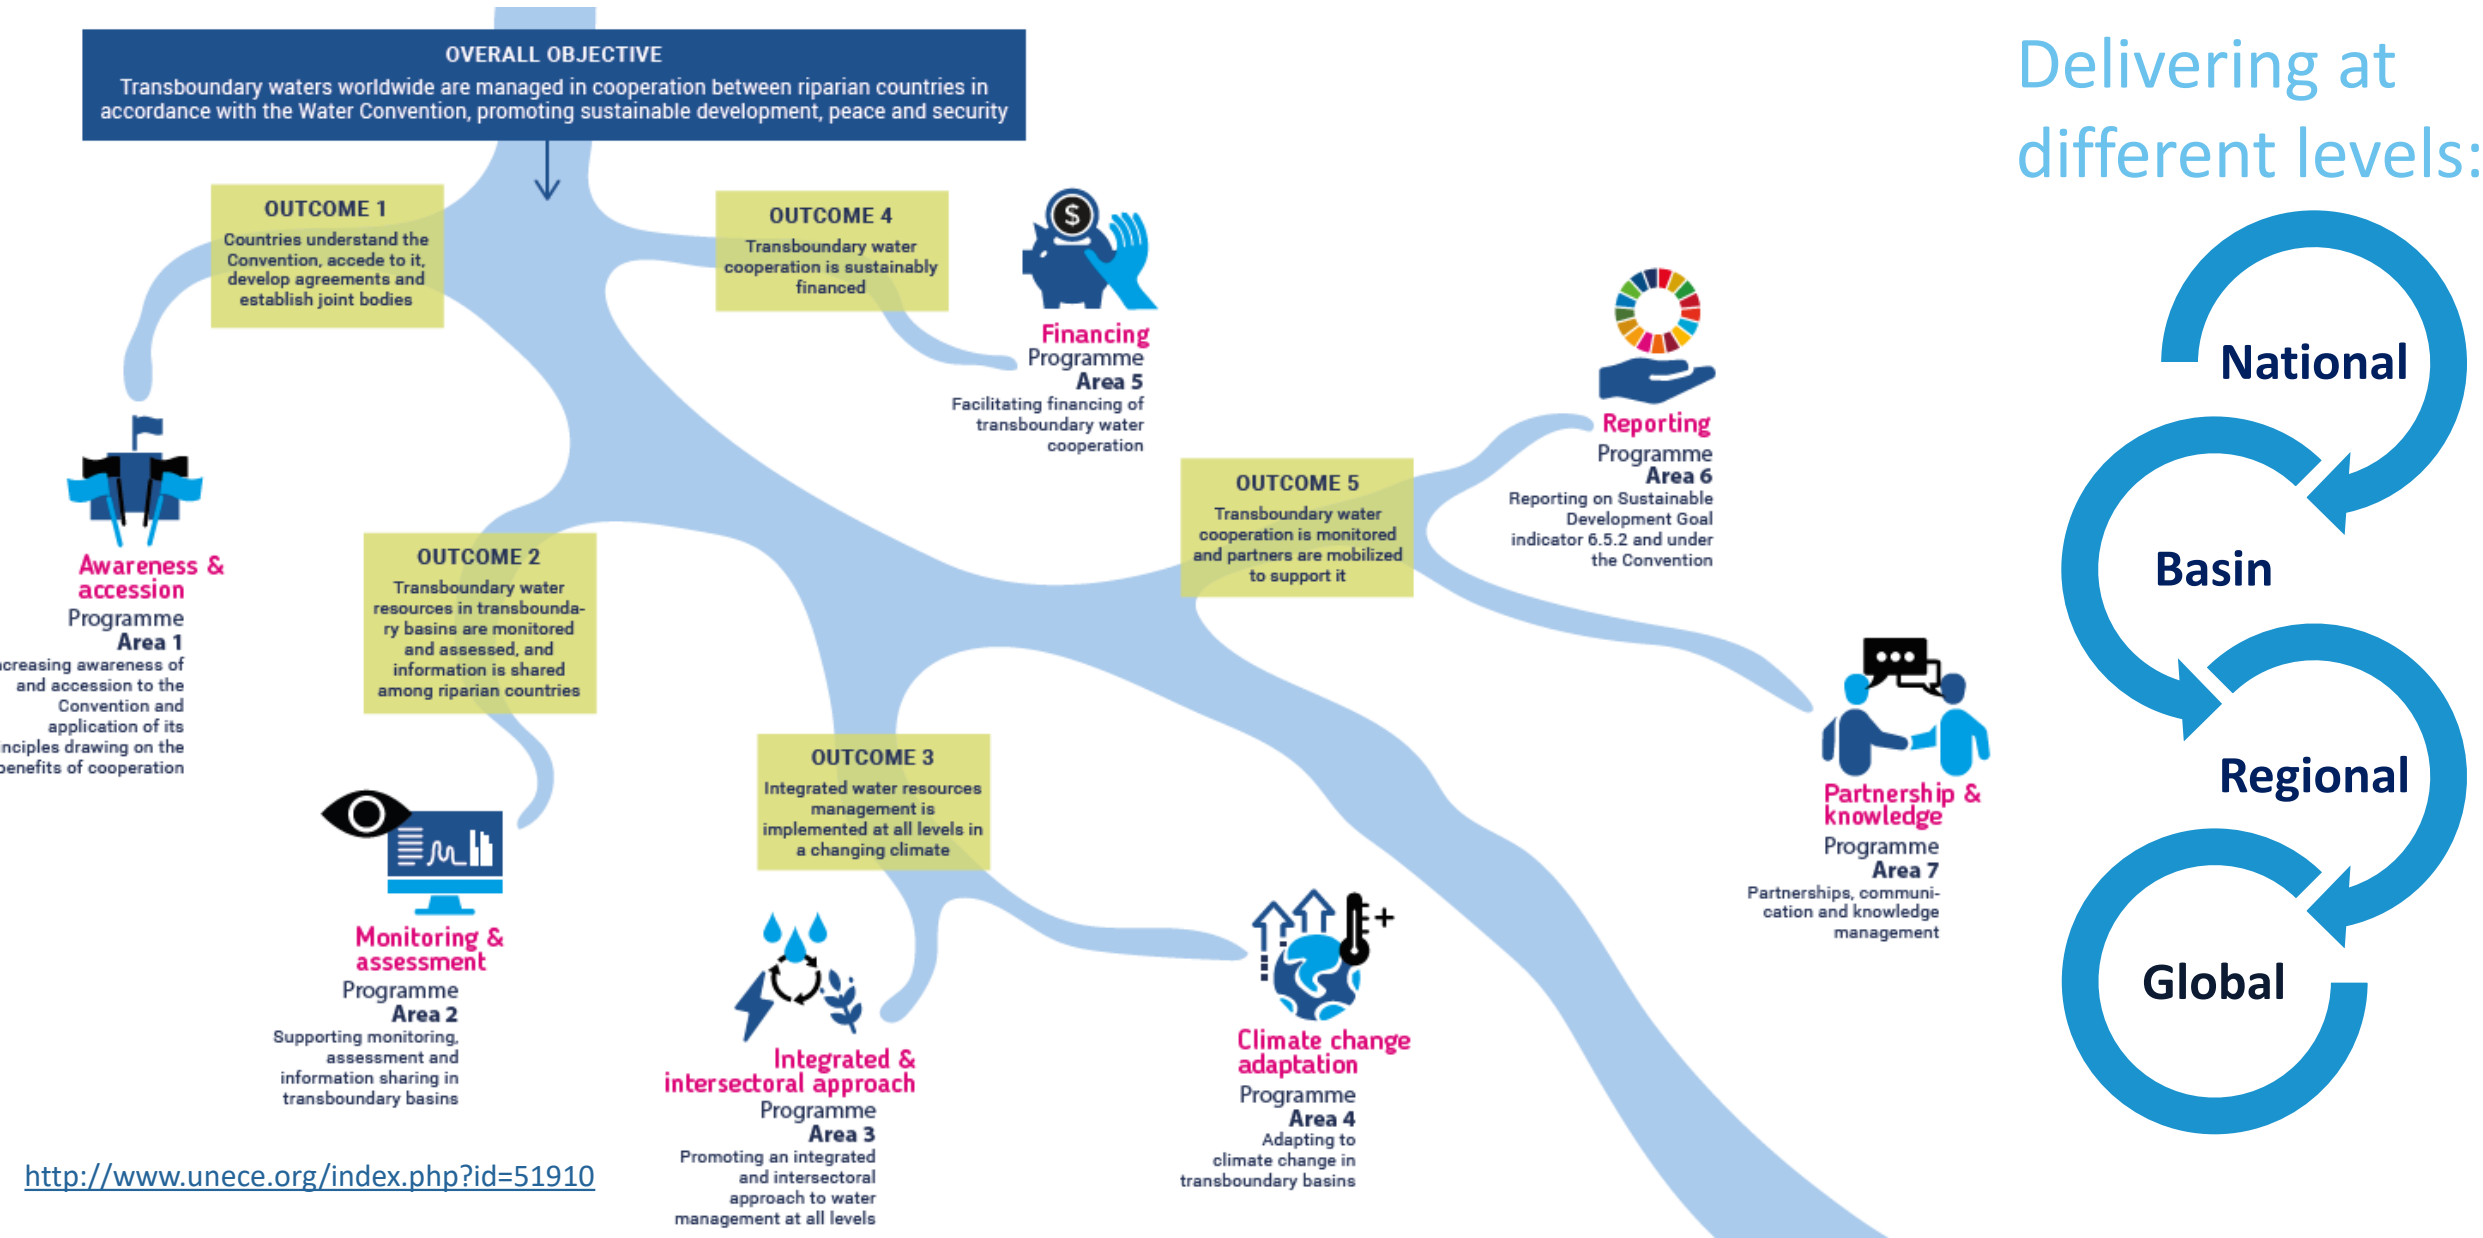 OVERALL OBJECTIVE
Transboundary waters worldwide are managed in cooperation between riparian countries in
accordance with the Water Convention, promoting sustainable development, peace and security
OUTCOME 1
Countries understand the
Convention, accede to it,
develop agreements and
establish joint bodies
OUTCOME 4
Transboundary water
cooperation is sustainably
financed
$
Financing
Programme
Area 5
Facilitating financing of
transboundary water
cooperation
Reporting
Programme
Area 6
Reporting on Sustainable
Development Goal
indicator 6.5.2 and under
the Convention
OUTCOME 5
Transboundary water
cooperation is monitored
and partners are mobilized
to support it
Awareness &
accession
Programme
Area 1
creasing awareness of
and accession to the
Convention and
application of its
nciples drawing on the
benefits of cooperation
OUTCOME 2
Transboundary water
resources in transbounda-
ry basins are monitored
and assessed, and
information is shared
among riparian countries
OUTCOME 3
Integrated water resources
management is
implemented at all levels in
a changing climate
Partnership &
knowledge
Programme
Area 7
Partnerships, communi-
cation and knowledge
management
Monitoring &
assessment
Programme
Area 2
Supporting monitoring,
assessment and
information sharing in
transboundary basins
Integrated &
intersectoral approach
Programme
Area 3
Promoting an integrated
and intersectoral
approach to water
management at all levels
+
Climate change
adaptation
Programme
Area 4
Adapting to
climate change in
transboundary basins
http://www.unece.org/index.php?id=51910
Delivering at
different levels:
National
Basin
Regional
Global